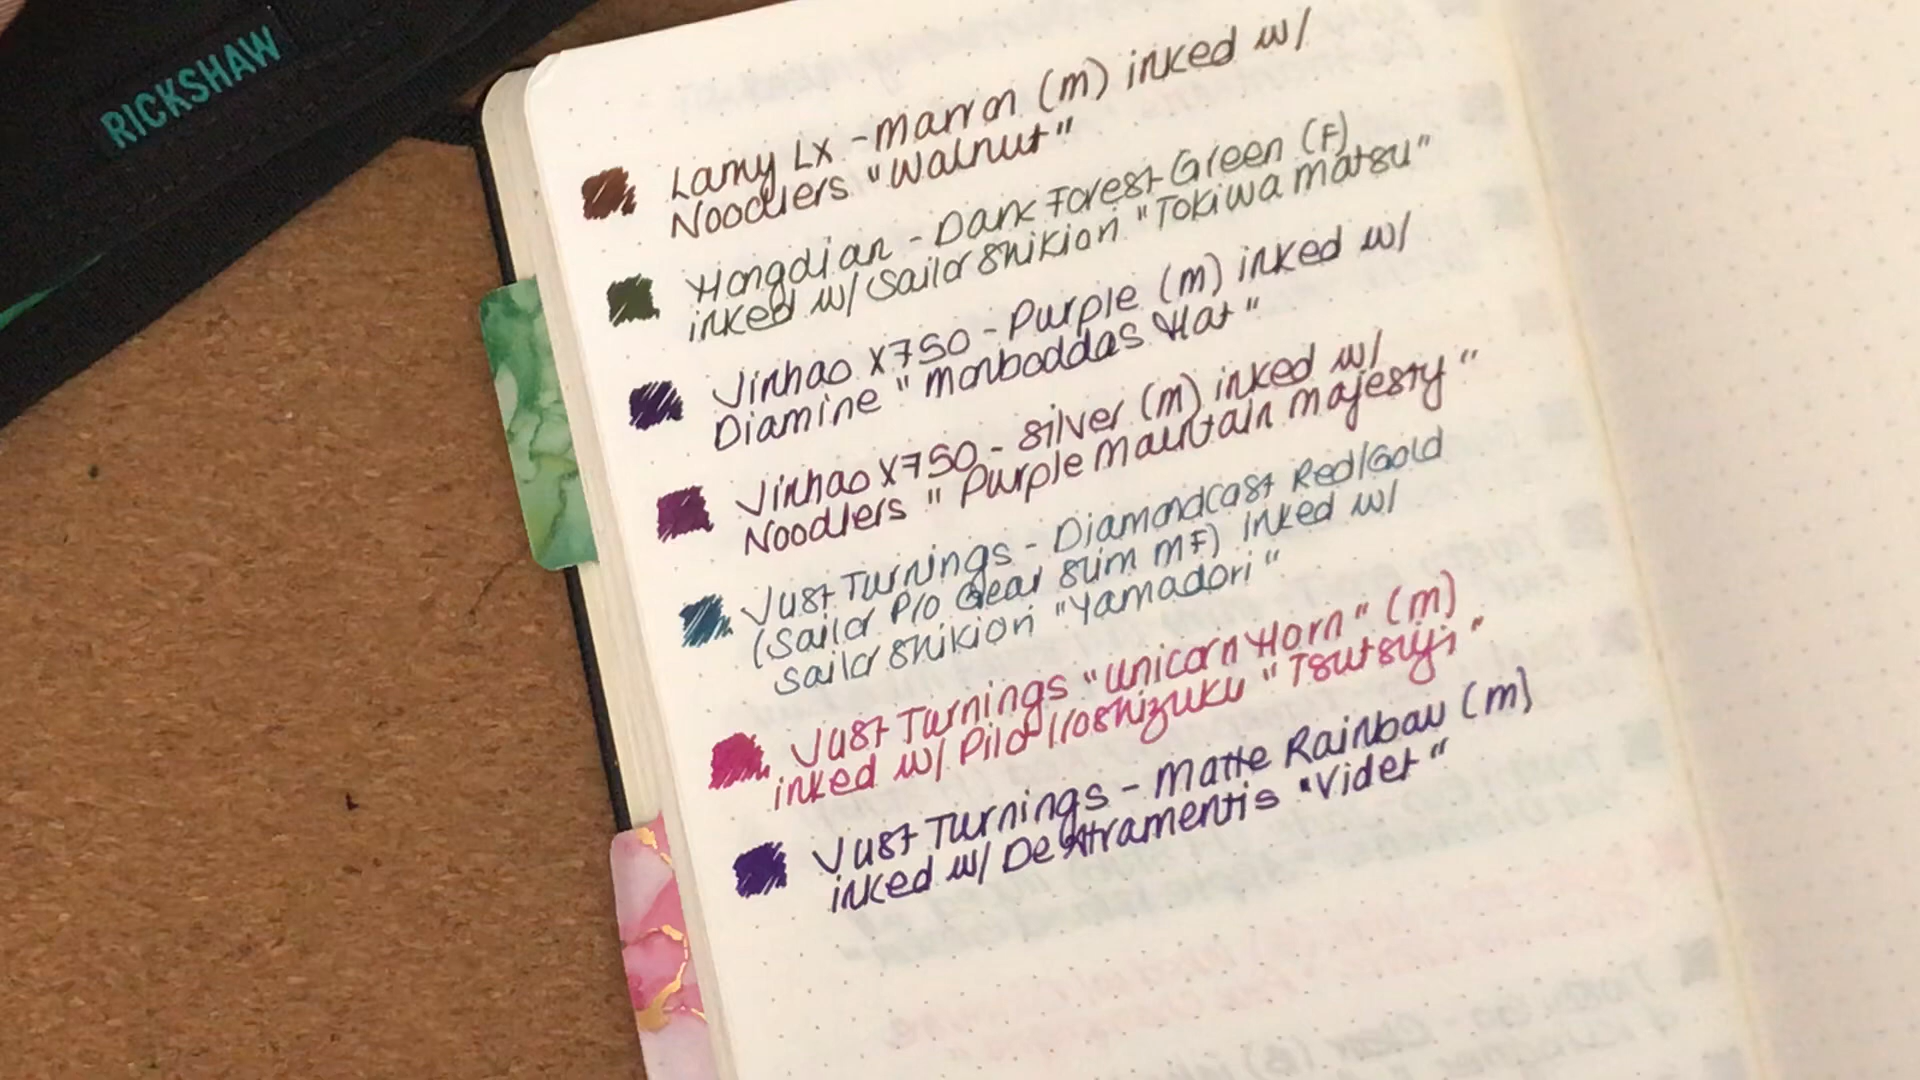 RICKSHAW
Lamy Lx - marron (m) inked w/
Noodlers "Walnut"
Hongdian - Dark Forest Green (F)
inked w/ Sailor Shikiori "Tokiwa matsu"
Jinhao X750 - Purple (m) inked w/
Diamine "monboddas Hat"
Jinhao X750 - Silver (m) inked w/
Noodlers "Purple mountain majesty"
Just Turnings - Diamondcast Red/Gold
(Sailor Pro Gear Slim MF) inked w/
Sailor Shikiori "Yamadori"
Just Turnings "Unicorn Horn" (m)
inked w/ Pilot Iroshizuku "Tsutsuji"
Just Turnings - Matte Rainbow (m)
inked w/ De Atramentis "Violet"